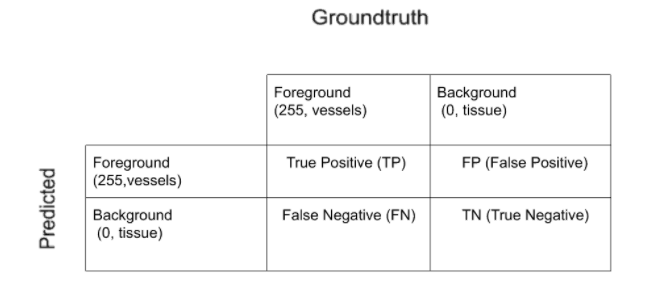 Groundtruth
Foreground
(255, vessels)
Background
(0, tissue)
Predicted
Foreground
(255,vessels)
True Positive (TP)
FP (False Positive)
Background
(0, tissue)
False Negative (FN)
TN (True Negative)